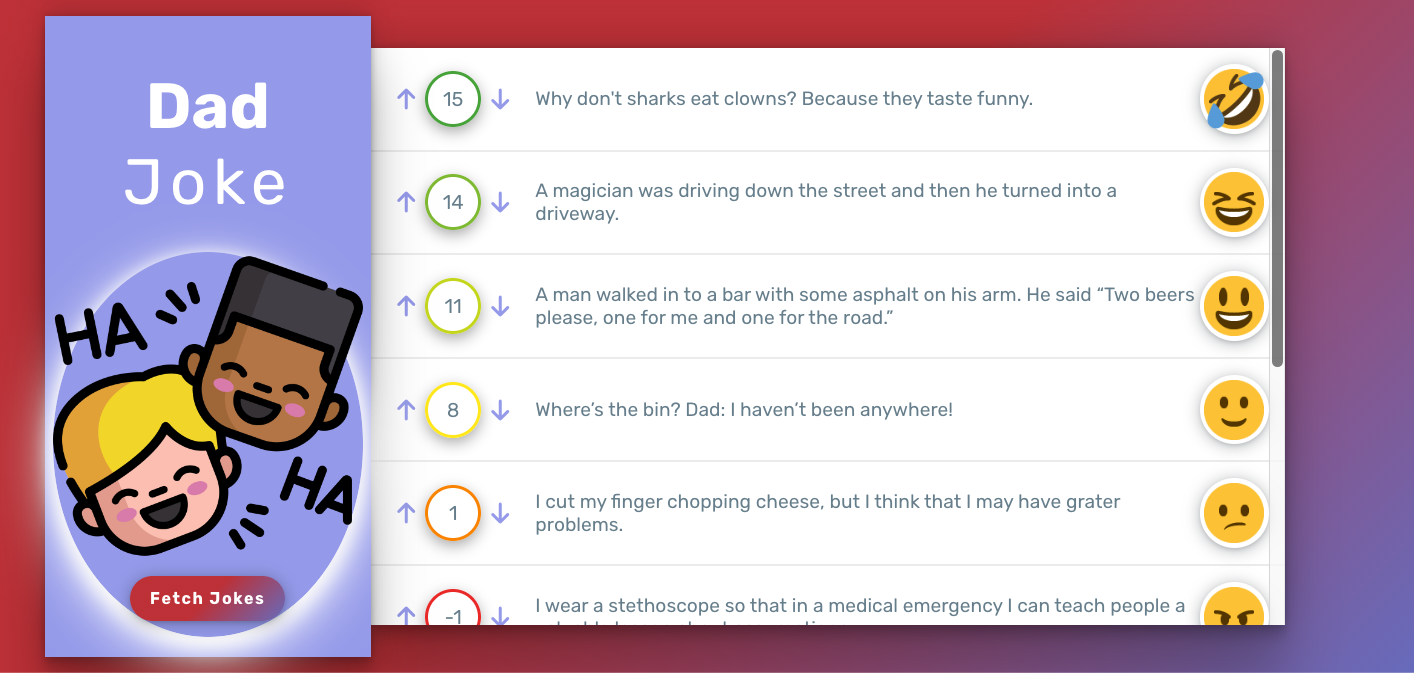 Dad
Joke
HA
HA
Fetch Jokes
15
Why don't sharks eat clowns? Because they taste funny.
14
A magician was driving down the street and then he turned into a
driveway.
11
A man walked in to a bar with some asphalt on his arm. He said “Two beers
please, one for me and one for the road.”
8
Where’s the bin? Dad: I haven’t been anywhere!
1
I cut my finger chopping cheese, but I think that I may have grater
problems.
-1
I wear a stethoscope so that in a medical emergency I can teach people a